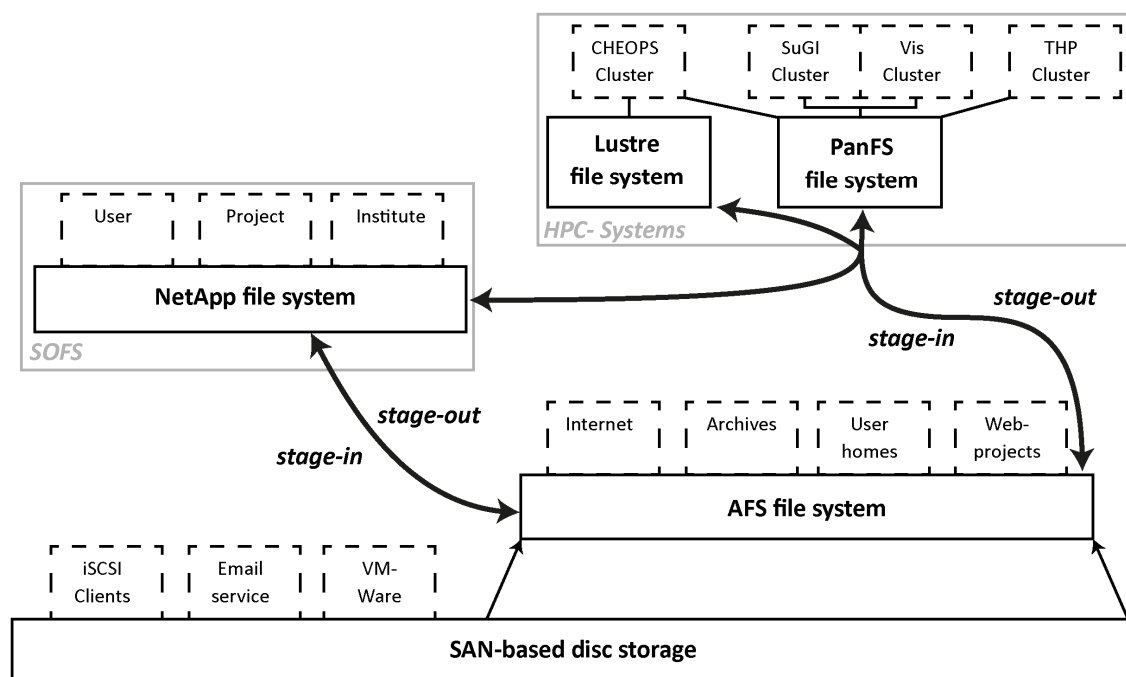 CHEOPS
Cluster
SuGI
Cluster
Vis
Cluster
THP
Cluster
Lustre
file system
PanFS
file system
HPC- Systems
User
Project
Institute
NetApp file system
SOFS
stage-out
stage-in
stage-out
stage-in
Internet
Archives
User
homes
Web-
projects
AFS file system
iSCSI
Clients
Email
service
VM-
Ware
SAN-based disc storage